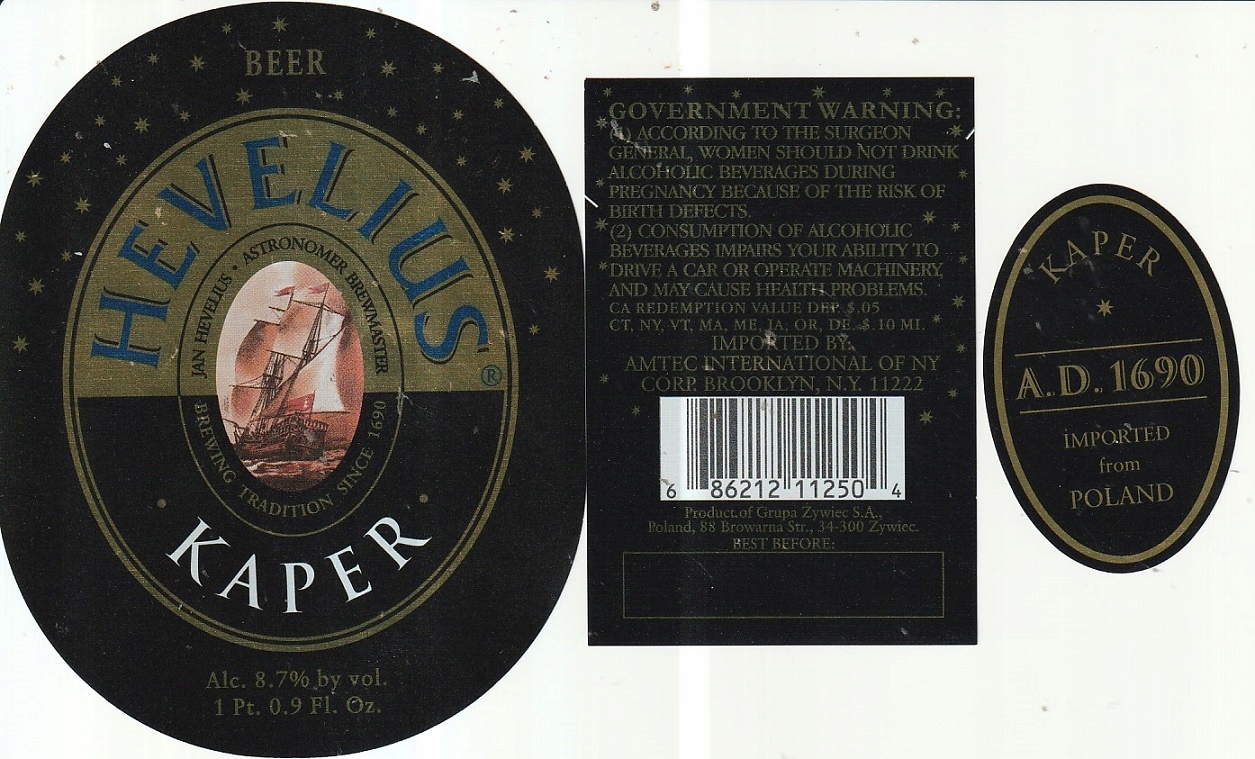 BEER
HEVELIUS®
JAN HEVELIUS • ASTRONOMER BREWMASTER
BREWING TRADITION SINCE 1690
KAPER
Alc. 8.7% by vol.
1 Pt. 0.9 Fl. Oz.
GOVERNMENT WARNING:
(1) ACCORDING TO THE SURGEON
GENERAL, WOMEN SHOULD NOT DRINK
ALCOHOLIC BEVERAGES DURING
PREGNANCY BECAUSE OF THE RISK OF
BIRTH DEFECTS.
(2) CONSUMPTION OF ALCOHOLIC
BEVERAGES IMPAIRS YOUR ABILITY TO
DRIVE A CAR OR OPERATE MACHINERY,
AND MAY CAUSE HEALTH PROBLEMS.
CA REDEMPTION VALUE DEP. $.05
CT, NY, VT, MA, ME, IA, OR, DE. $.10 MI.
IMPORTED BY:
AMTEC INTERNATIONAL OF NY
CORP. BROOKLYN, N.Y. 11222
6 86212 11250 4
Product of Grupa Zywiec S.A.,
Poland, 88 Browarna Str., 34-300 Zywiec.
BEST BEFORE:
KAPER
A.D. 1690
IMPORTED
from
POLAND